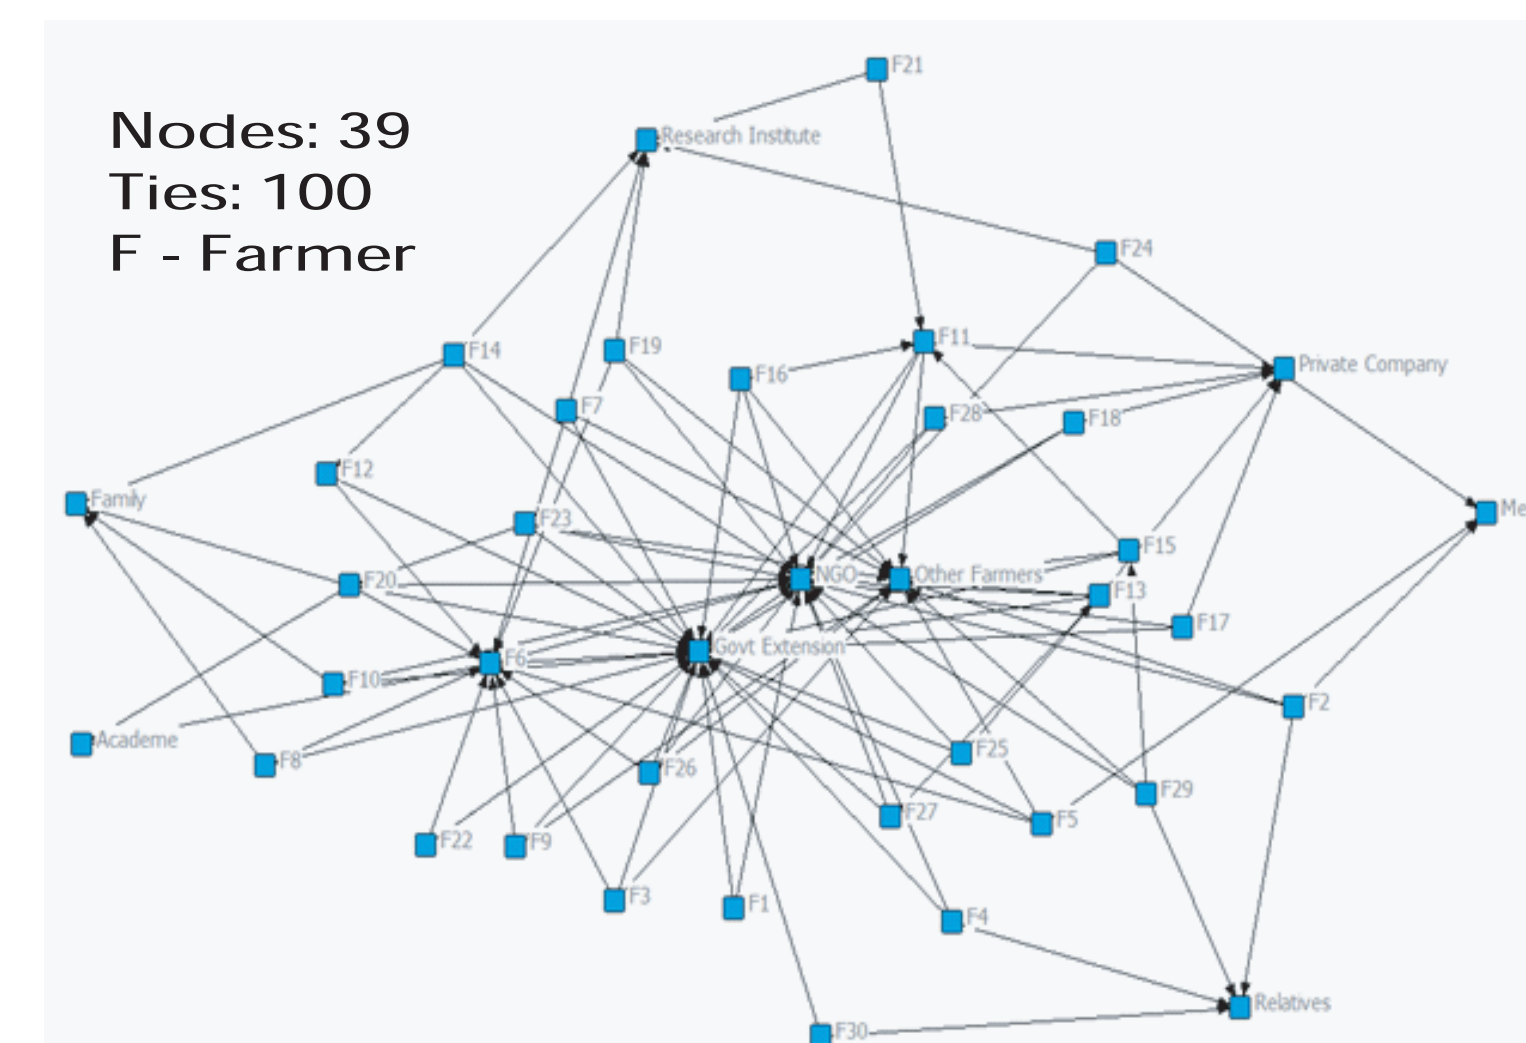 Nodes: 39
Ties: 100
F - Farmer
F21
Research Institute
F24
F11
F14
F19
F16
Private Company
F7
F28
F18
F12
Family
Me
F23
F15
F20
NGO
Other Farmers
F13
F17
Govt Extension
F6
F10
F2
Academe
F8
F26
F25
F29
F27
F5
F22
F9
F3
F1
F4
Relatives
F30